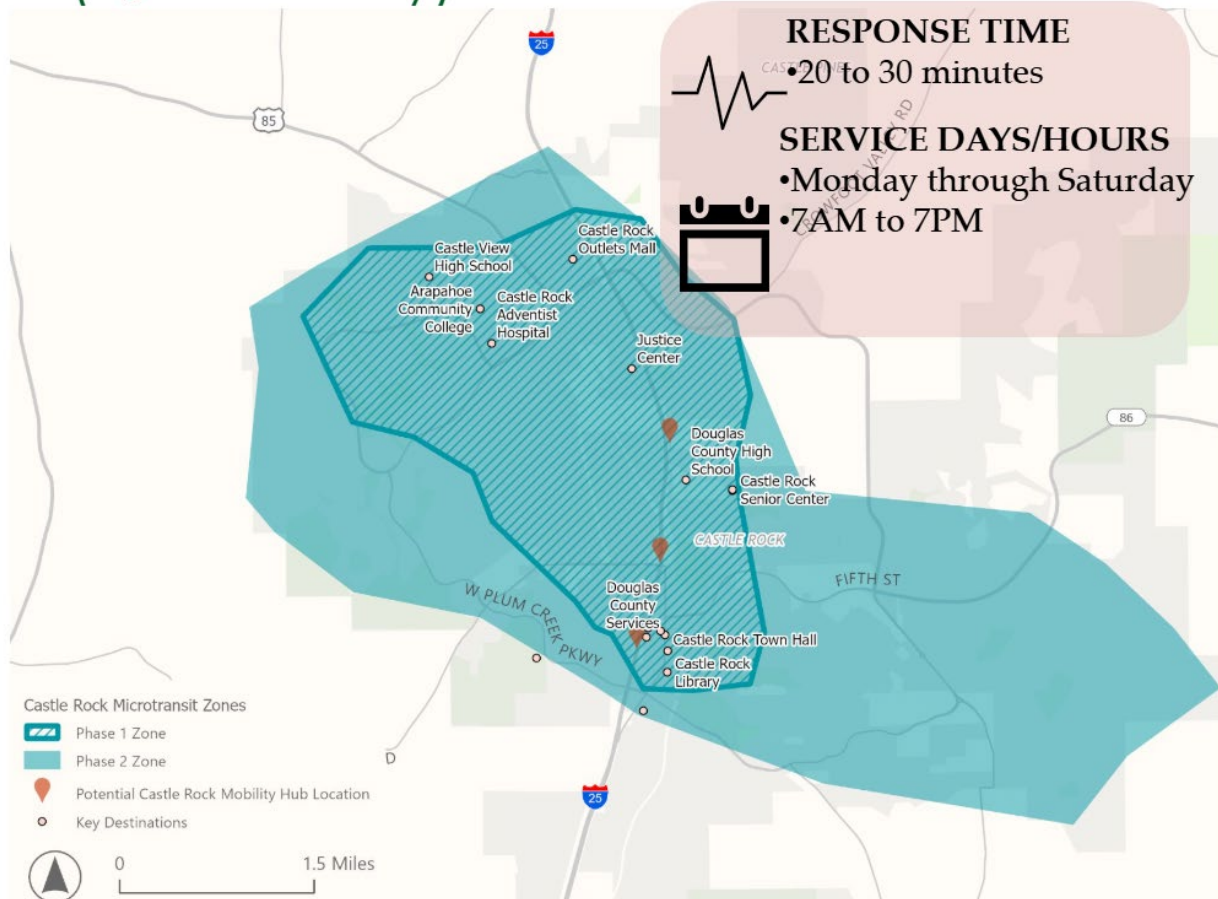 RESPONSE TIME
•20 to 30 minutes
SERVICE DAYS/HOURS
•Monday through Saturday
•7AM to 7PM
25
85
CROWFOOT VALLEY RD
Castle View
High School
Castle Rock
Outlets Mall
Arapahoe
Community
College
Castle Rock
Adventist
Hospital
Justice
Center
Douglas
County High
School
86
Castle Rock
Senior Center
CASTLE ROCK
FIFTH ST
Douglas
County
Services
W PLUM CREEK PKWY
Castle Rock Town Hall
Castle Rock
Library
D
25
Castle Rock Microtransit Zones
Phase 1 Zone
Phase 2 Zone
Potential Castle Rock Mobility Hub Location
Key Destinations
0
1.5 Miles